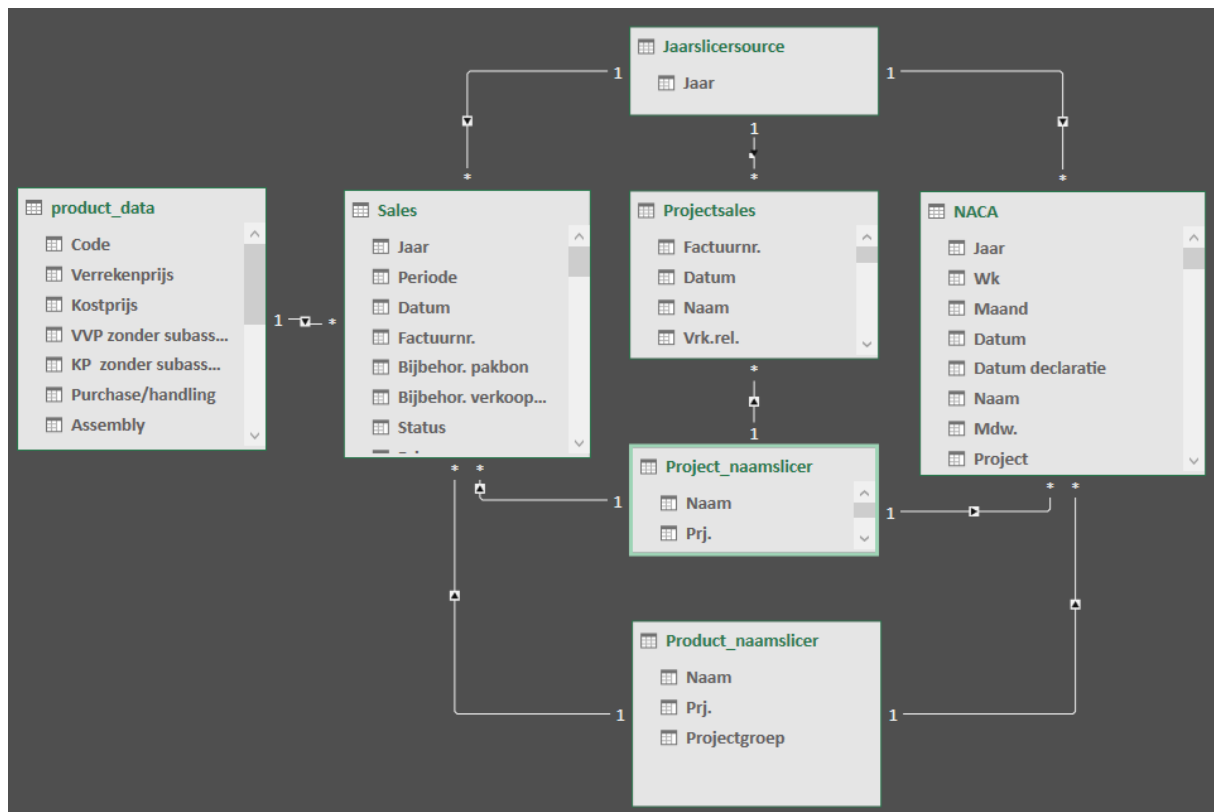 Jaarslicersource
Jaar
1
1
1
*
*
*
product_data
Code
Verrekenprijs
Kostprijs
VVP zonder subass...
KP zonder subass...
Purchase/handling
Assembly
1
*
Sales
Jaar
Periode
Datum
Factuurnr.
Bijbehor. pakbon
Bijbehor. verkoop...
Status
Projectsales
Factuurnr.
Datum
Naam
Vrk.rel.
NACA
Jaar
Wk
Maand
Datum
Datum declaratie
Naam
Mdw.
Project
*
1
* *
* *
Project_naamslicer
Naam
Prj.
1
1
Product_naamslicer
Naam
Prj.
Projectgroep
1
1